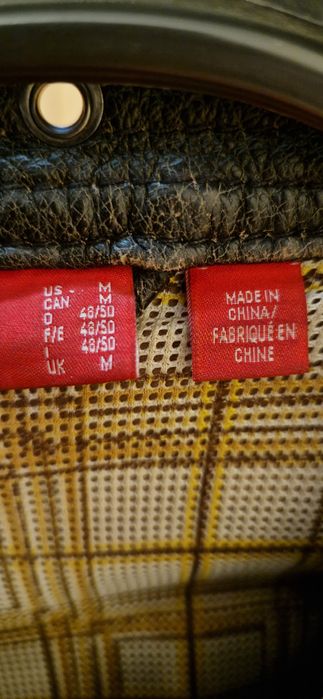 US M
CAN M
D 48/50
F/E 48/50
I 48/50
UK M
MADE IN
CHINA/
FABRIQUÉ EN
CHINE